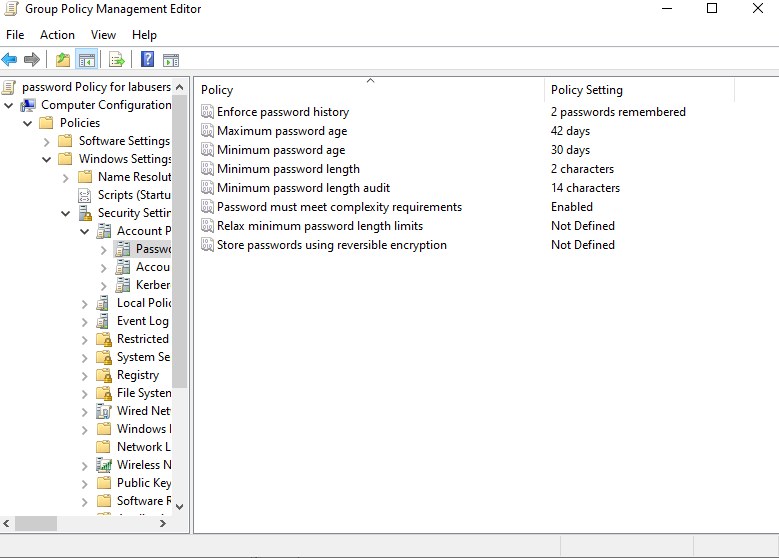 Group Policy Management Editor
File Action View Help
password Policy for labusers
Computer Configuration
Policies
Software Settings
Windows Settings
Name Resolut
Scripts (Startu
Security Settin
Account P
Passwo
Accou
Kerber
Local Polic
Event Log
Restricted
System Se
Registry
File System
Wired Net
Windows
Network L
Wireless N
Public Key
Software R
Policy Policy Setting
Enforce password history 2 passwords remembered
Maximum password age 42 days
Minimum password age 30 days
Minimum password length 2 characters
Minimum password length audit 14 characters
Password must meet complexity requirements Enabled
Relax minimum password length limits Not Defined
Store passwords using reversible encryption Not Defined